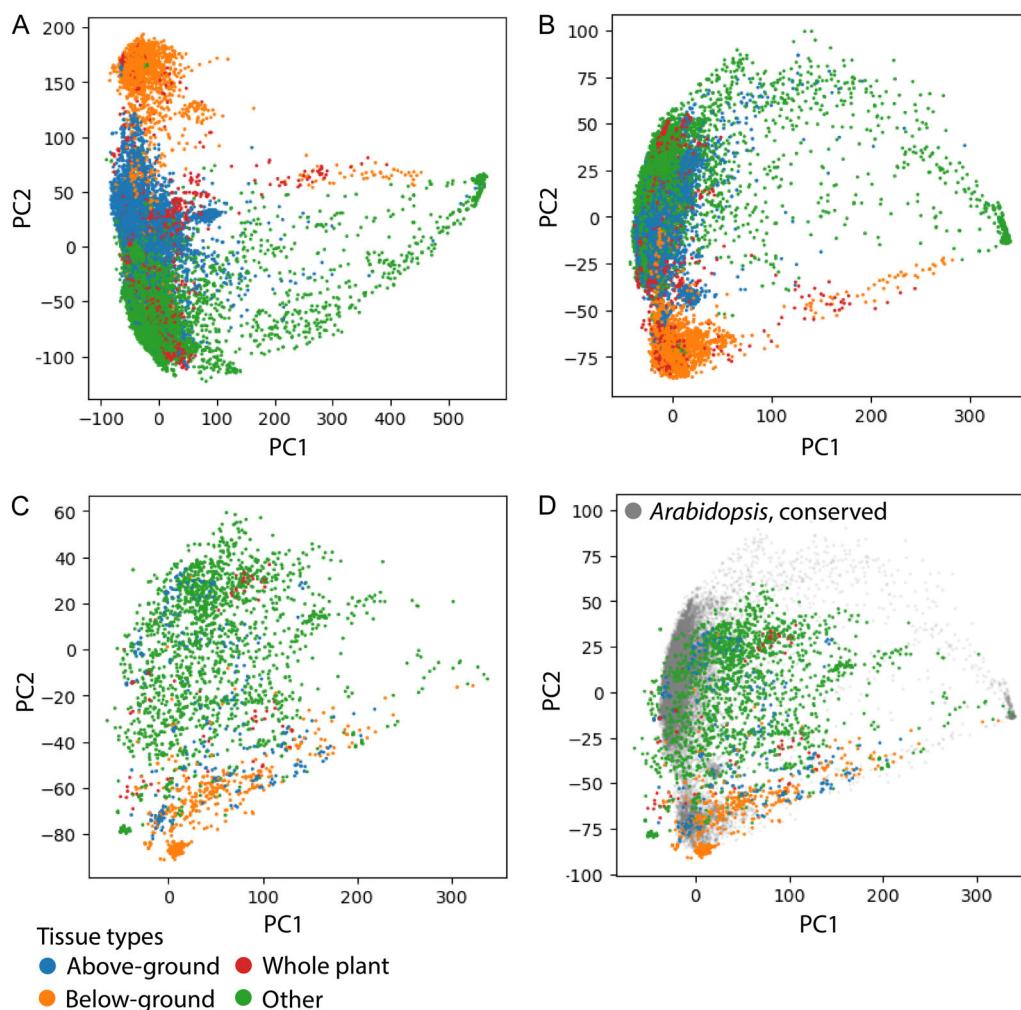 A
200
150
100
50
0
-50
-100
−100 0 100 200 300 400 500
PC1
PC2
B
100
75
50
25
0
−25
−50
−75
0 100 200 300
PC1
PC2
C
60
40
20
0
−20
−40
−60
−80
0 100 200 300
PC1
PC2
D
Arabidopsis, conserved
100
75
50
25
0
-25
-50
-75
-100
0 100 200 300
PC1
PC2
Tissue types
Above-ground
Whole plant
Below-ground
Other